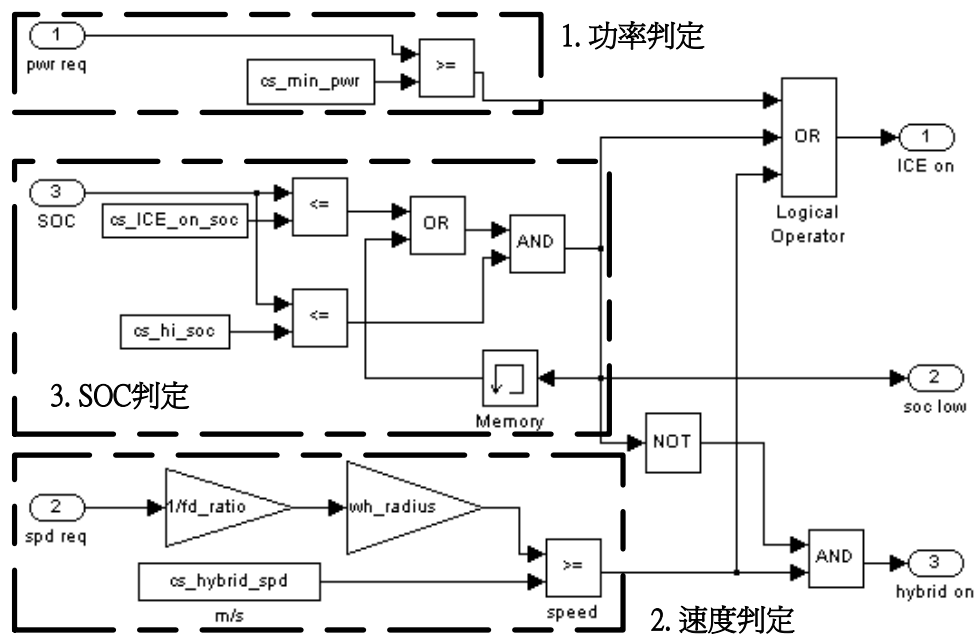 1
pwr req
cs_min_pwr
>=
1. 功率判定
OR
Logical
Operator
1
ICE on
3
SOC
cs_ICE_on_soc
<=
OR
AND
cs_hi_soc
<=
3. SOC判定
Memory
2
soc low
NOT
2
spd req
1/fd_ratio
wh_radius
cs_hybrid_spd
m/s
>=
speed
AND
3
hybrid on
2. 速度判定